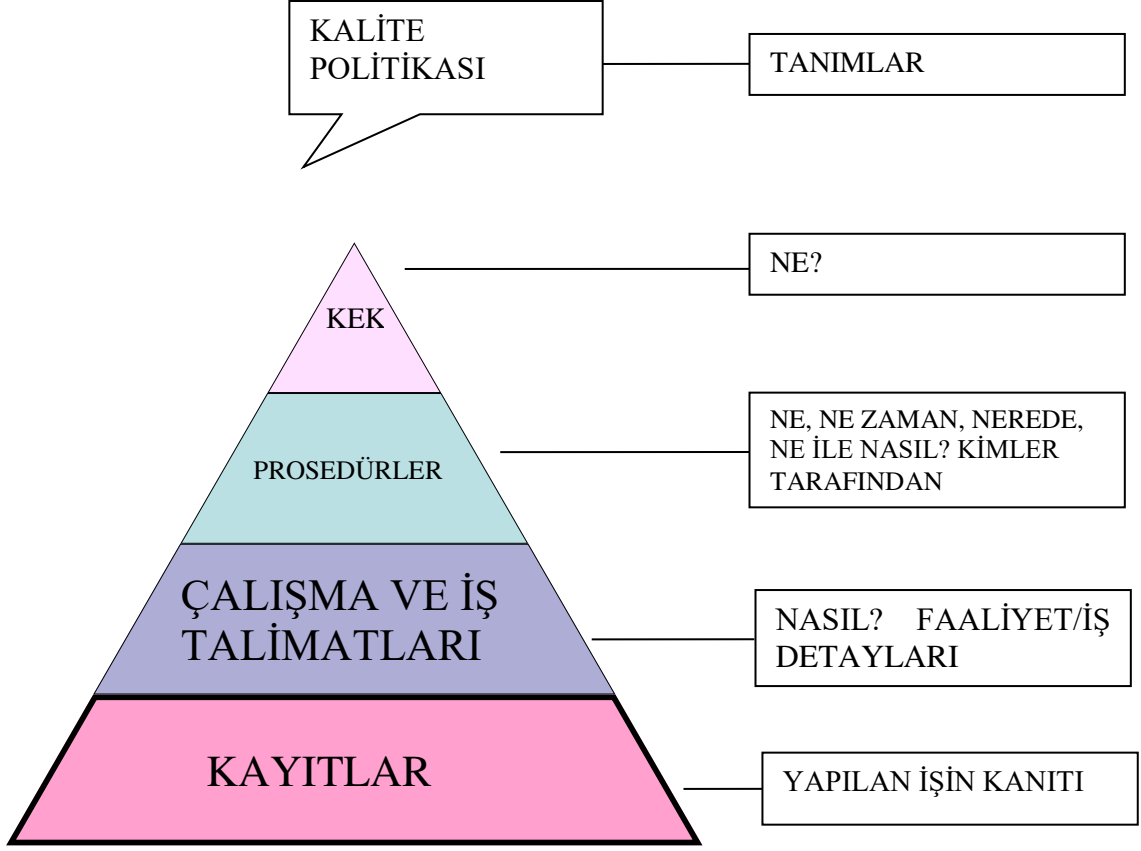 KALİTE
POLİTİKASI
TANIMLAR
NE?
KEK
NE, NE ZAMAN, NEREDE,
NE İLE NASIL? KİMLER
TARAFINDAN
PROSEDÜRLER
ÇALIŞMA VE İŞ
TALİMATLARI
NASIL? FAALİYET/İŞ
DETAYLARI
KAYITLAR
YAPILAN İŞİN KANITI